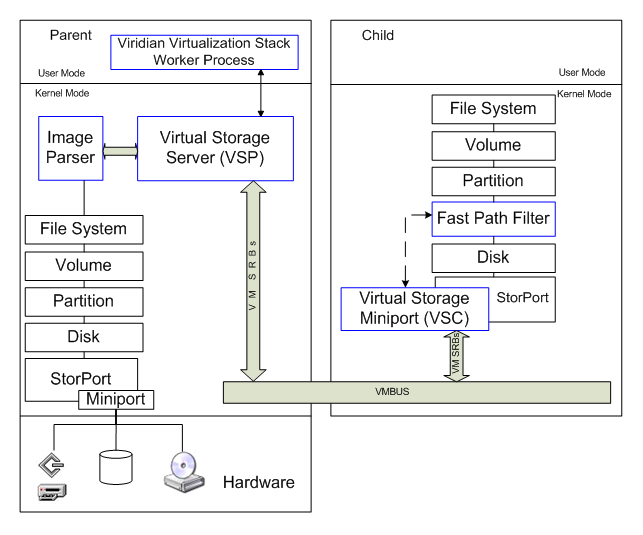 Parent
Viridian Virtualization Stack
Worker Process
User Mode
Kernel Mode
Image
Parser
Virtual Storage
Server (VSP)
File System
Volume
Partition
Disk
StorPort
Miniport
VM SRBs
Hardware
Child
User Mode
Kernel Mode
File System
Volume
Partition
Fast Path Filter
Disk
StorPort
Virtual Storage
Miniport (VSC)
VM SRBs
VMBUS